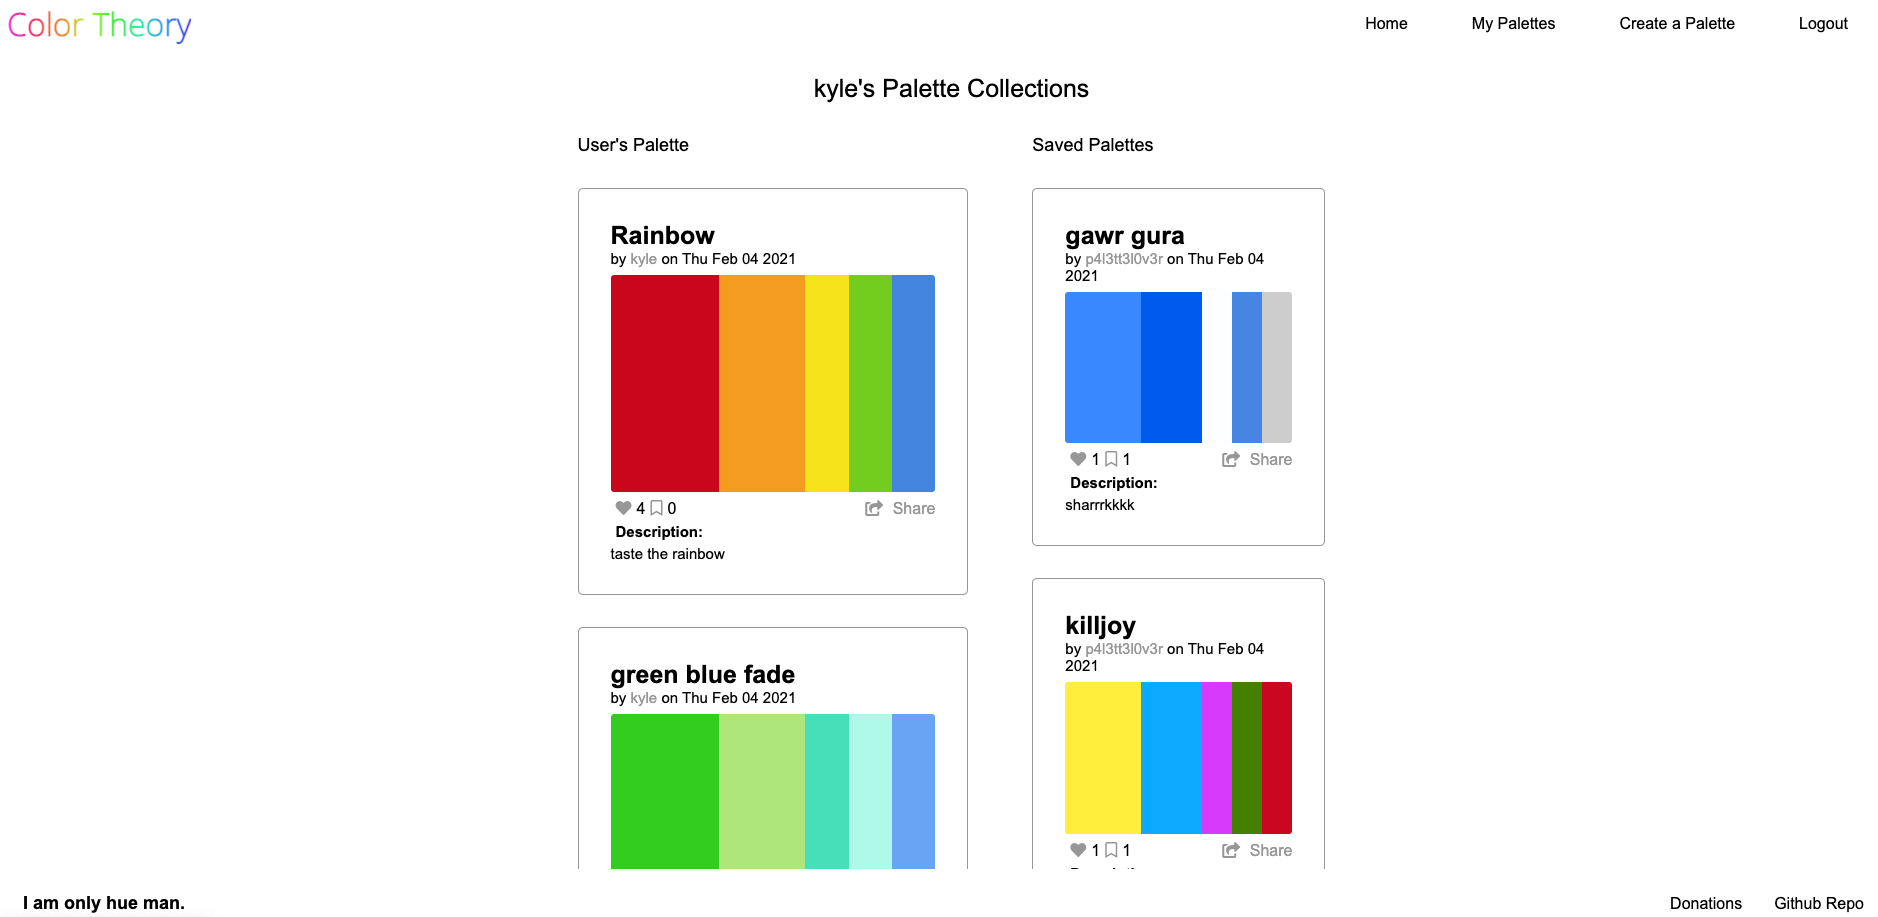 Color Theory
Home
My Palettes
Create a Palette
Logout
kyle's Palette Collections
User's Palette
Rainbow
by kyle on Thu Feb 04 2021
4 0
Share
Description:
taste the rainbow
green blue fade
by kyle on Thu Feb 04 2021
Saved Palettes
gawr gura
by p4l3tt3l0v3r on Thu Feb 04
2021
1 1
Share
Description:
sharrrkkkk
killjoy
by p4l3tt3l0v3r on Thu Feb 04
2021
1 1
Share
I am only hue man.
Donations
Github Repo